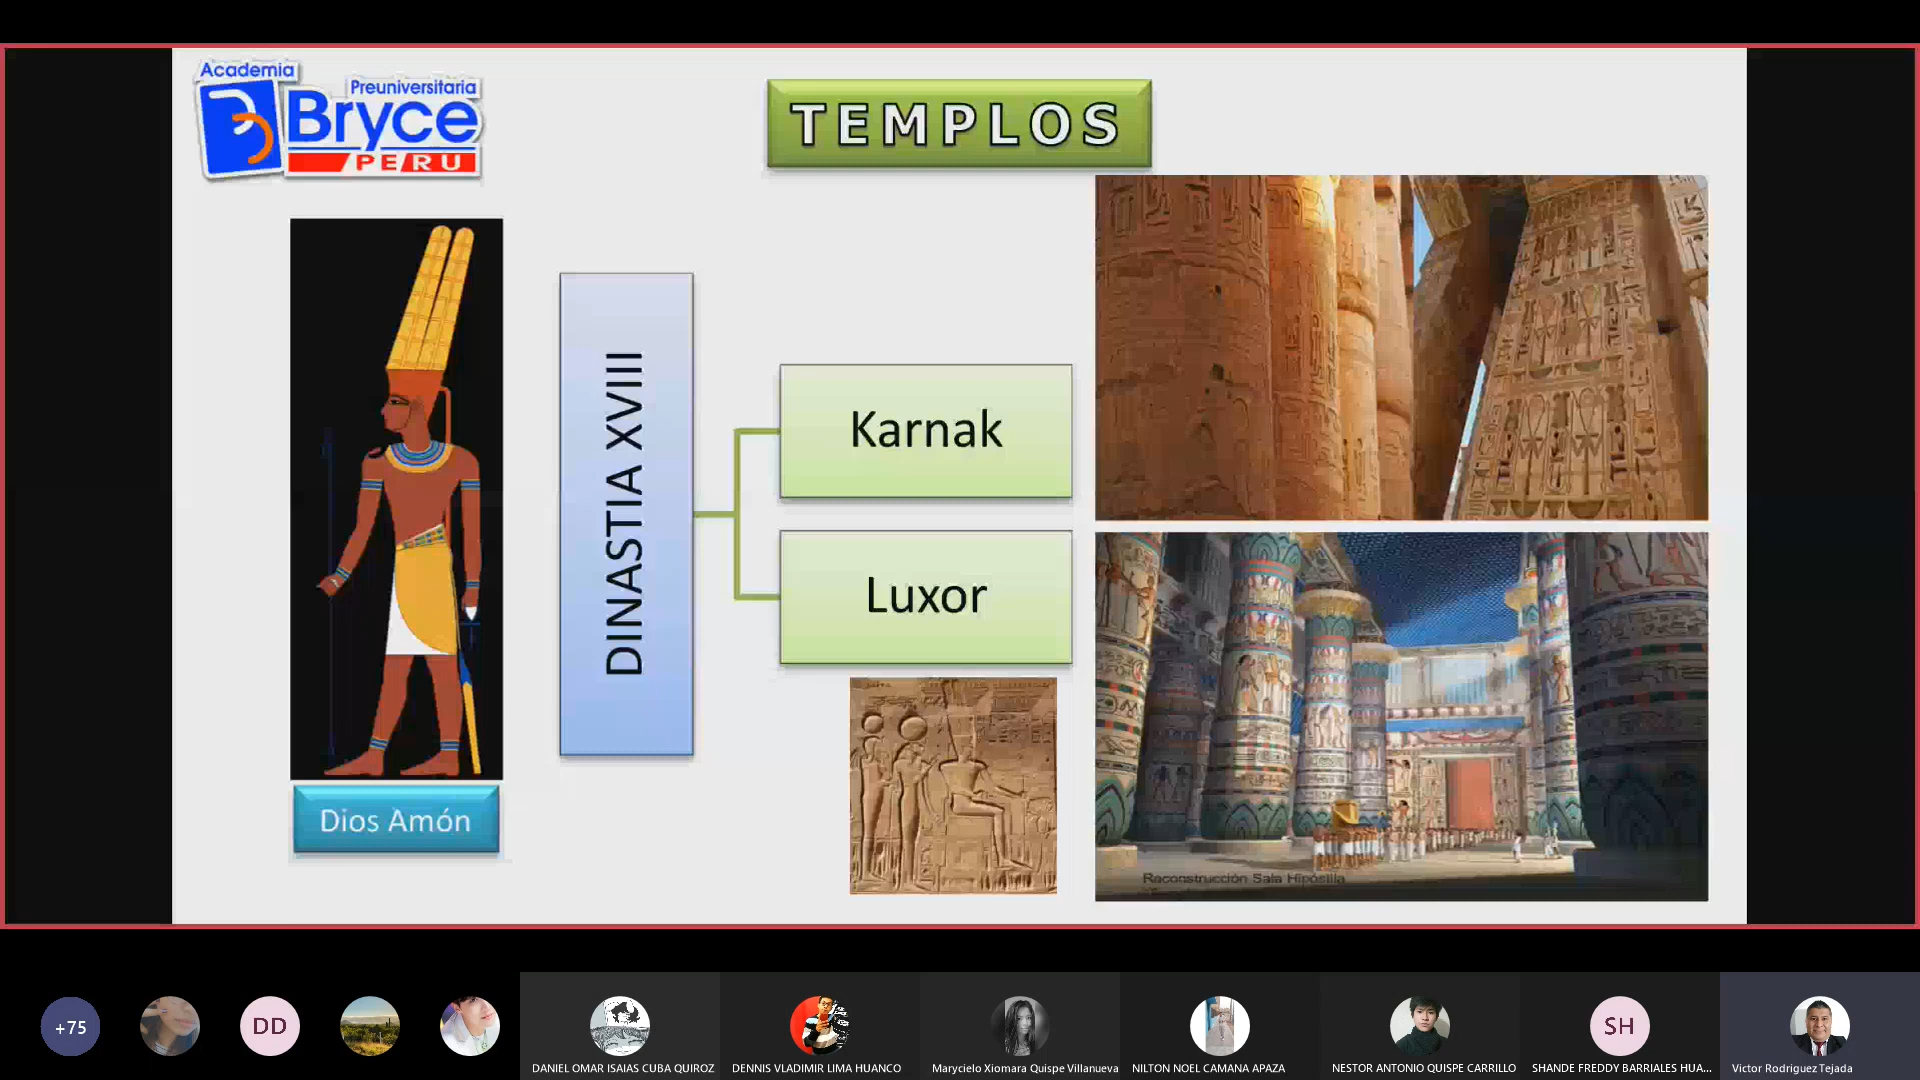 Academia
Preuniversitaria
Bryce
PERU
TEMPLOS
DINASTIA XVIII
Karnak
Luxor
Dios Amón
Reconstrucción Sala Hipóstila
+75
DD
SH
DANIEL OMAR ISAIAS CUBA QUIROZ
DENNIS VLADIMIR LIMA HUANCO
Marycielo Xiomara Quispe Villanueva
NILTON NOEL CAMANA APAZA
NESTOR ANTONIO QUISPE CARRILLO
SHANDE FREDDY BARRIALES HUA...
Victor Rodriguez Tejada